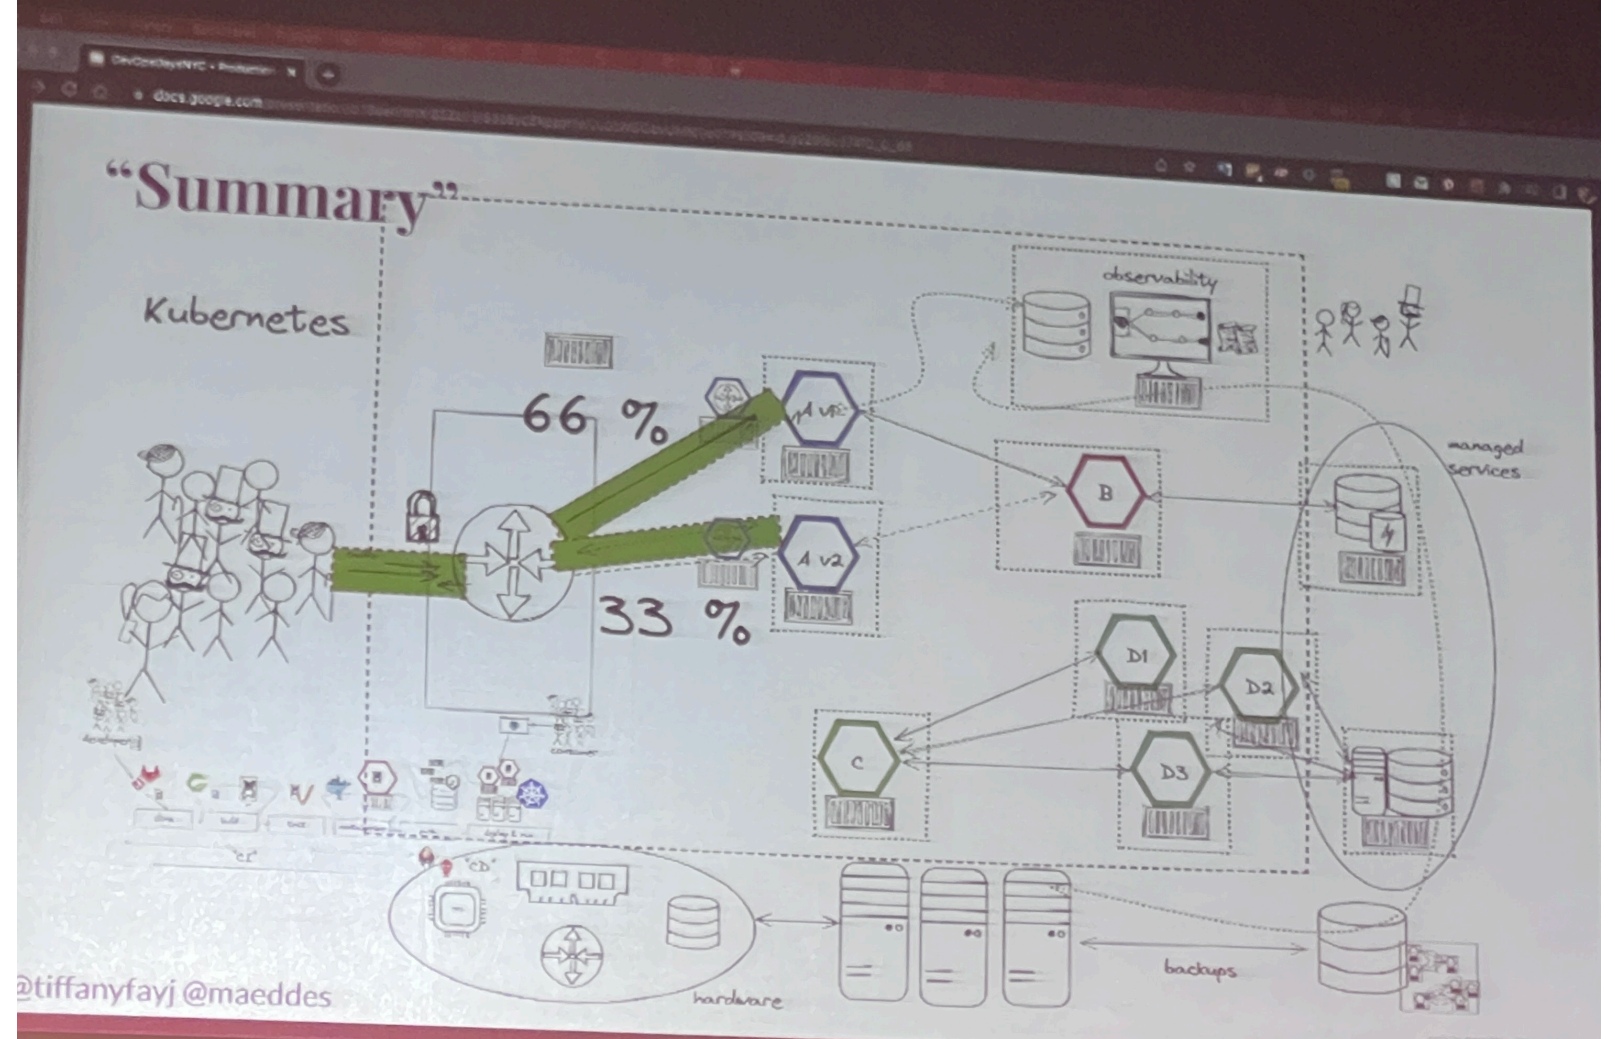 docs.google.com
“Summary”
Kubernetes
observability
66 %
A v2
B
managed
services
33 %
D1
D2
C
D3
"CI"
"CD"
hardware
backups
@tiffanyfayj @maeddes